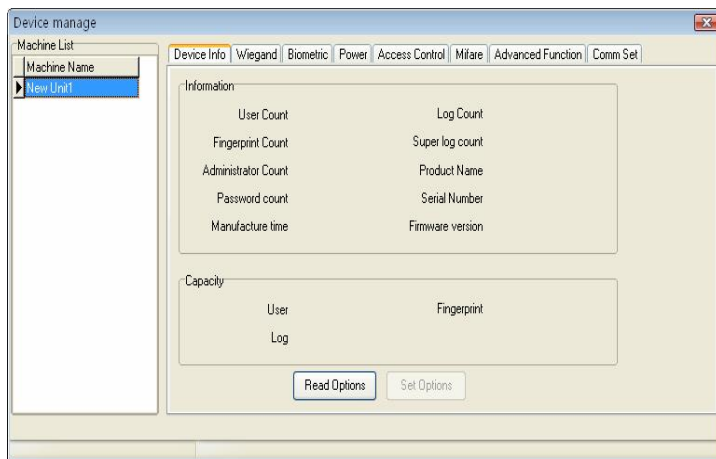 Device manage
Machine List
Machine Name
New Unit1
Device Info Wiegand Biometric Power Access Control Mifare Advanced Function Comm Set
Information
User Count Log Count
Fingerprint Count Super log count
Administrator Count Product Name
Password count Serial Number
Manufacture time Firmware version
Capacity
User Fingerprint
Log
Read Options Set Options